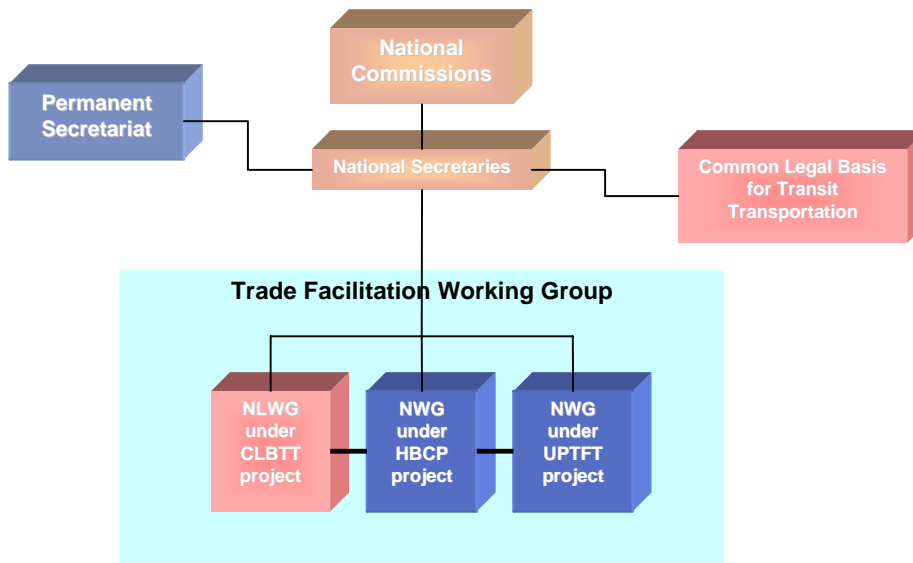 National
Commissions
Permanent
Secretariat
National Secretaries
Common Legal Basis
for Transit
Transportation
Trade Facilitation Working Group
NLWG
under
CLBTT
project
NWG
under
HBCP
project
NWG
under
UPTFT
project